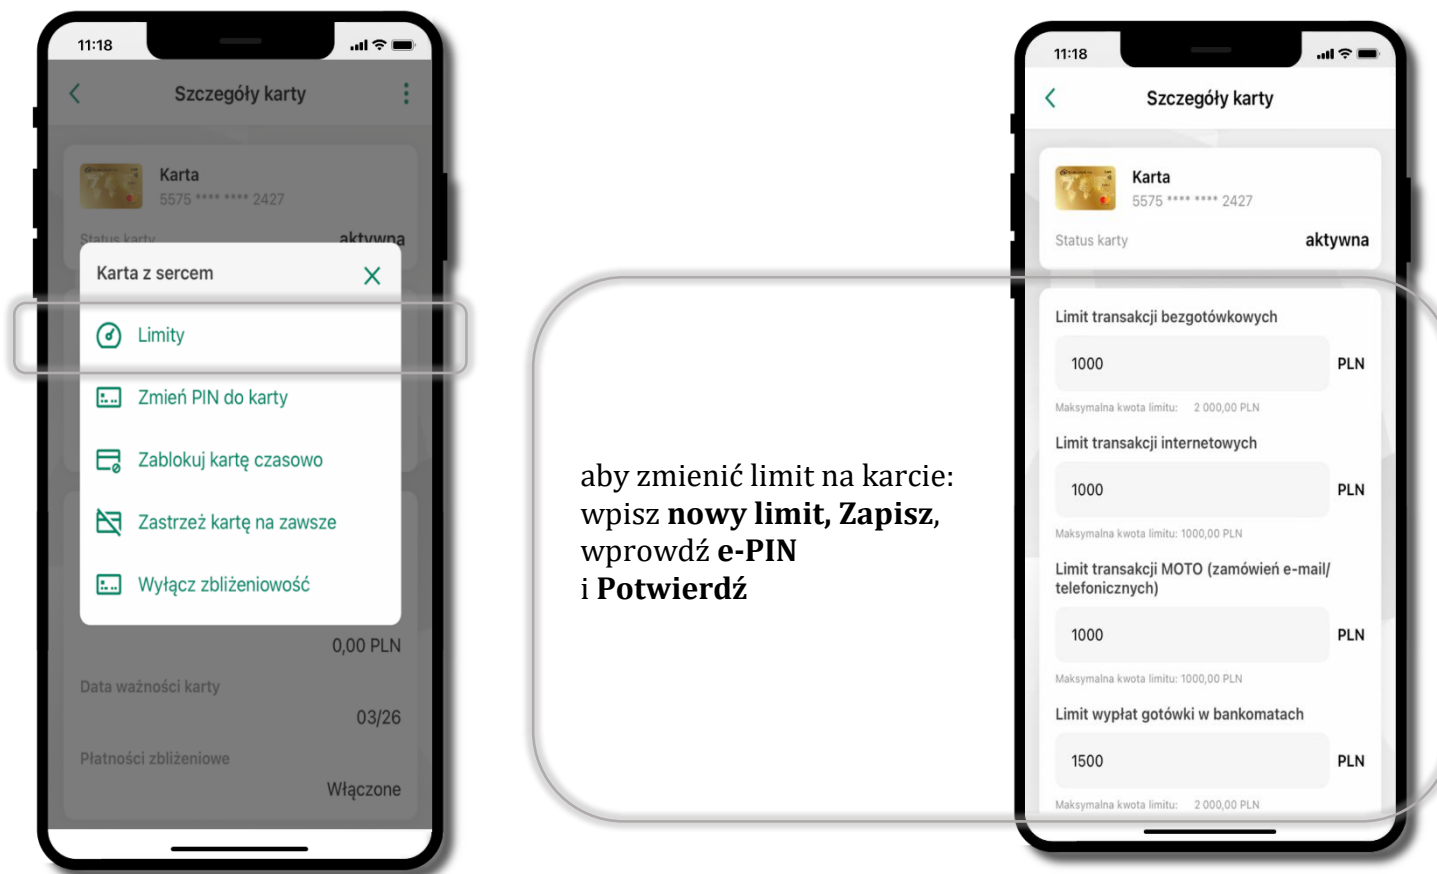 11:18
Szczegóły karty
Karta
5575 **** **** 2427
Status karty
aktywna
Karta z sercem
Limity
Zmień PIN do karty
Zablokuj kartę czasowo
Zastrzeż kartę na zawsze
Wyłącz zbliżeniowość
0,00 PLN
Data ważności karty
03/26
Płatności zbliżeniowe
Włączone
aby zmienić limit na karcie:
wpisz nowy limit, Zapisz,
wprowdź e-PIN
i Potwierdź
11:18
Szczegóły karty
Karta
5575 **** **** 2427
Status karty
aktywna
Limit transakcji bezgotówkowych
1000 PLN
Maksymalna kwota limitu: 2 000,00 PLN
Limit transakcji internetowych
1000 PLN
Maksymalna kwota limitu: 1000,00 PLN
Limit transakcji MOTO (zamówień e-mail/
telefonicznych)
1000 PLN
Maksymalna kwota limitu: 1000,00 PLN
Limit wypłat gotówki w bankomatach
1500 PLN
Maksymalna kwota limitu: 2 000,00 PLN